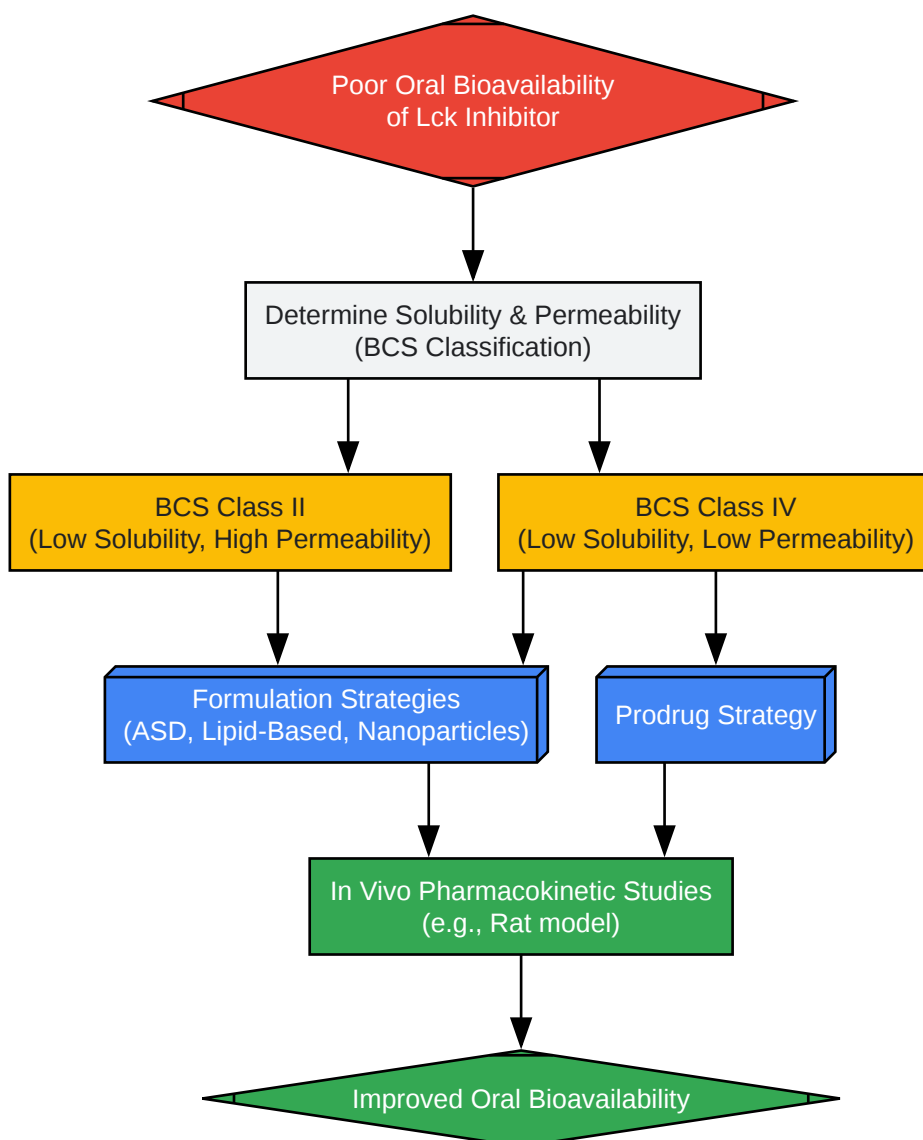 Poor Oral Bioavailability
of Lck Inhibitor
Determine Solubility & Permeability
(BCS Classification)
BCS Class II
(Low Solubility, High Permeability)
BCS Class IV
(Low Solubility, Low Permeability)
Formulation Strategies
(ASD, Lipid-Based, Nanoparticles)
Prodrug Strategy
In Vivo Pharmacokinetic Studies
(e.g., Rat model)
Improved Oral Bioavailability